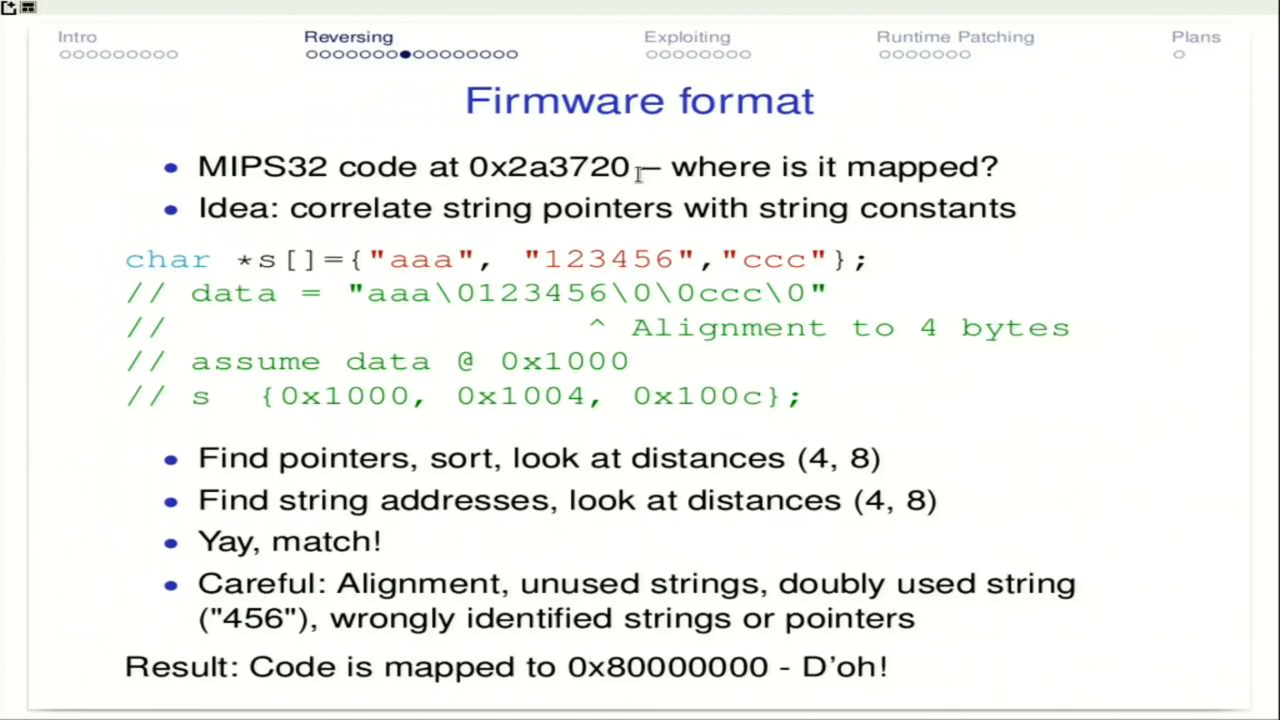 Intro Reversing Exploiting Runtime Patching Plans
Firmware format
MIPS32 code at 0x2a3720 – where is it mapped?
Idea: correlate string pointers with string constants
char *s[]={"aaa", "123456","ccc"};
// data = "aaa\0123456\0\0ccc\0"
// ^ Alignment to 4 bytes
// assume data @ 0x1000
// s {0x1000, 0x1004, 0x100c};
Find pointers, sort, look at distances (4, 8)
Find string addresses, look at distances (4, 8)
Yay, match!
Careful: Alignment, unused strings, doubly used string
("456"), wrongly identified strings or pointers
Result: Code is mapped to 0x80000000 - D'oh!